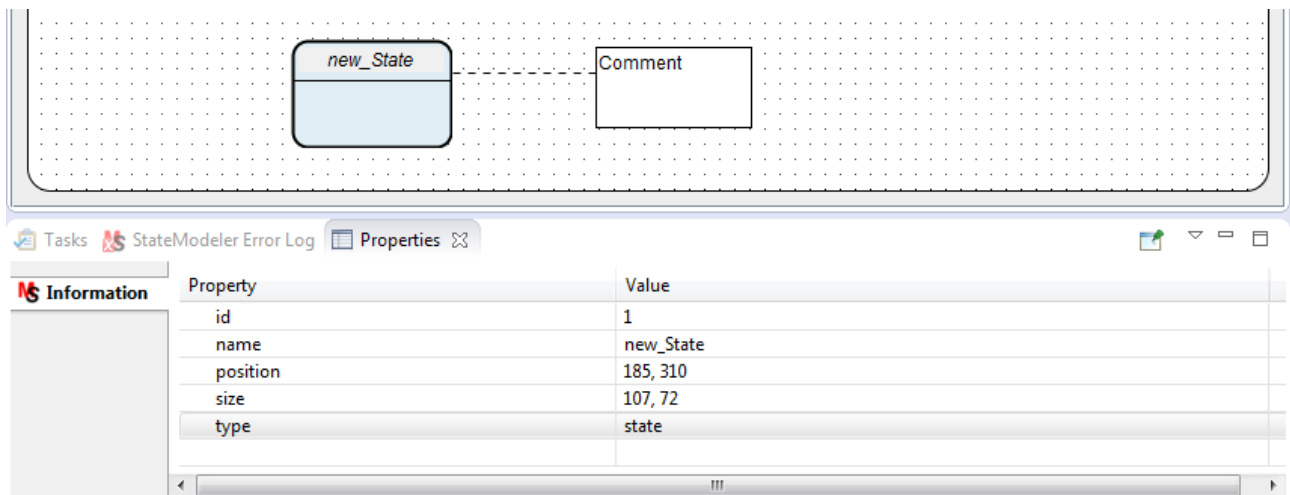 new_State
Comment
Tasks StateModeler Error Log Properties
Information
Property Value
id 1
name new_State
position 185, 310
size 107, 72
type state